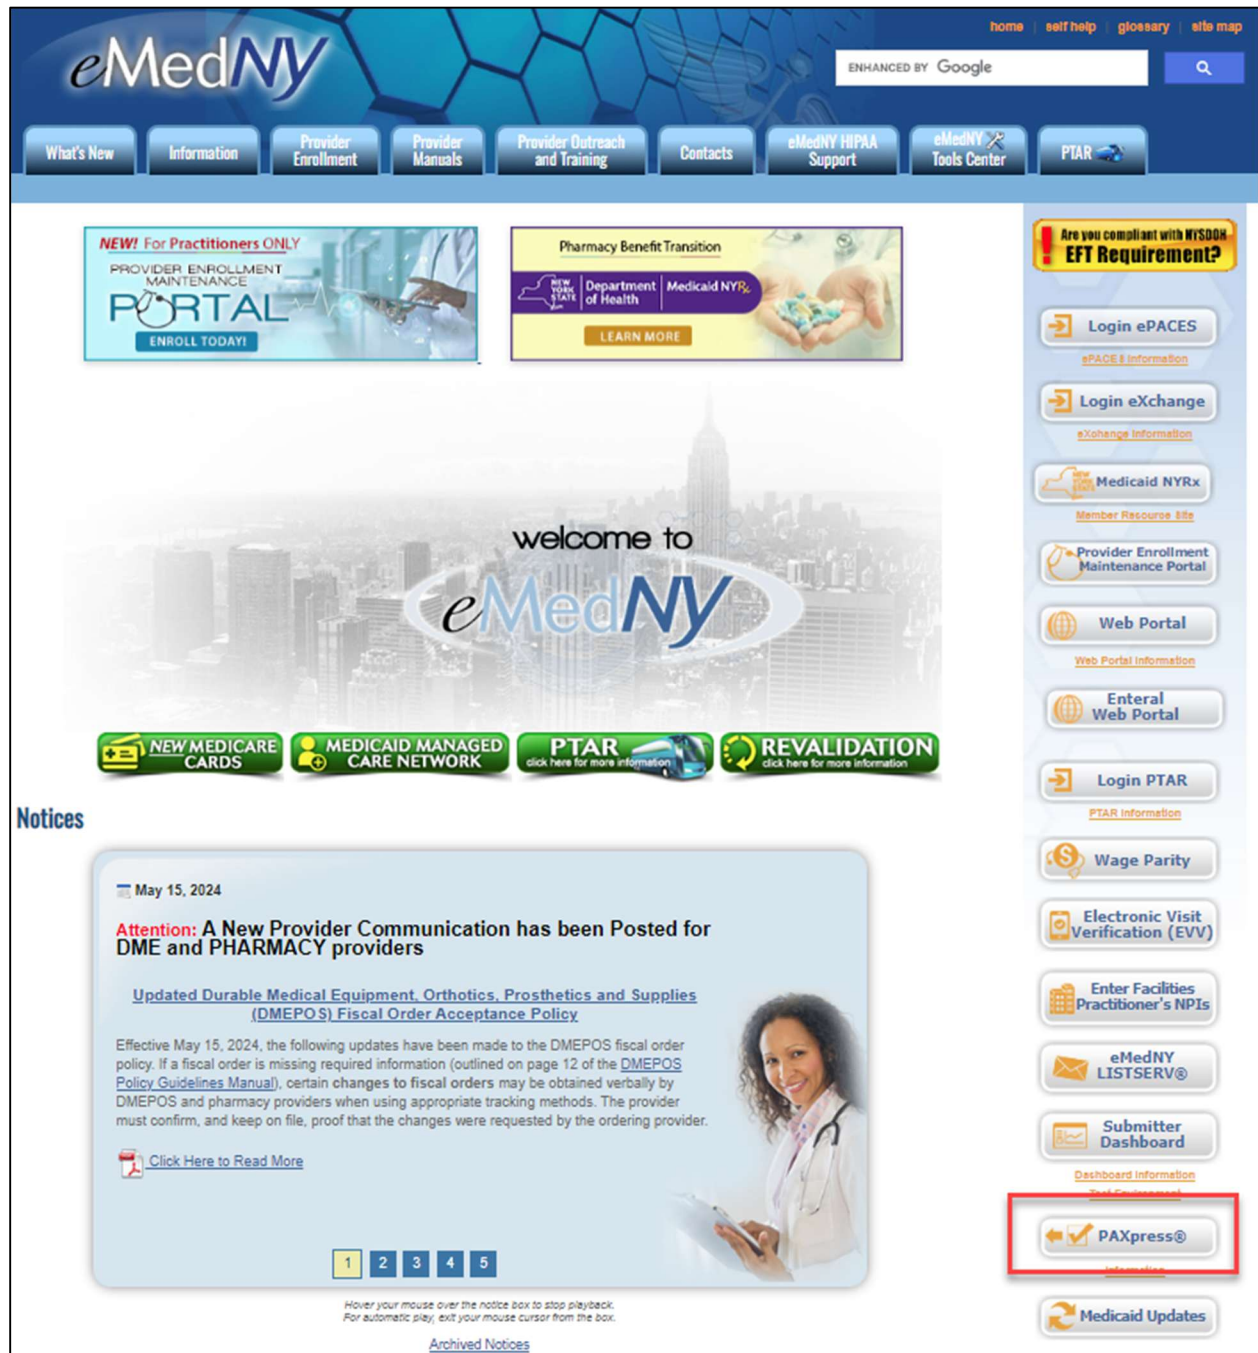 home | self help | glossary | site map
eMedNY
ENHANCED BY Google
What's New
Information
Provider
Enrollment
Provider
Manuals
Provider Outreach
and Training
Contacts
eMedNY HIPAA
Support
eMedNY
Tools Center
PTAR
NEW! For Practitioners ONLY
PROVIDER ENROLLMENT
MAINTENANCE
PORTAL
ENROLL TODAY!
Pharmacy Benefit Transition
NEW
YORK
STATE
Department
of Health
Medicaid NYRx
LEARN MORE
welcome to
eMedNY
NEW MEDICARE
CARDS
MEDICAID MANAGED
CARE NETWORK
PTAR
click here for more information
REVALIDATION
click here for more information
Notices
May 15, 2024
Attention: A New Provider Communication has been Posted for
DME and PHARMACY providers
Updated Durable Medical Equipment, Orthotics, Prosthetics and Supplies
(DMEPOS) Fiscal Order Acceptance Policy
Effective May 15, 2024, the following updates have been made to the DMEPOS fiscal order
policy. If a fiscal order is missing required information (outlined on page 12 of the DMEPOS
Policy Guidelines Manual), certain changes to fiscal orders may be obtained verbally by
DMEPOS and pharmacy providers when using appropriate tracking methods. The provider
must confirm, and keep on file, proof that the changes were requested by the ordering provider.
Click Here to Read More
1 2 3 4 5
Hover your mouse over the notice box to stop playback.
For automatic play, exit your mouse cursor from the box.
Archived Notices
Are you compliant with NYSDOH
! EFT Requirement?
Login ePACES
ePACES Information
Login eXchange
eXchange Information
NEW
YORK
STATE
Medicaid NYRx
Member Resource Site
Provider Enrollment
Maintenance Portal
Web Portal
Web Portal Information
Enteral
Web Portal
Login PTAR
PTAR Information
Wage Parity
Electronic Visit
Verification (EVV)
Enter Facilities
Practitioner's NPIs
eMedNY
LISTSERV®
Submitter
Dashboard
Dashboard Information
Test Environment
PAXpress®
Information
Medicaid Updates